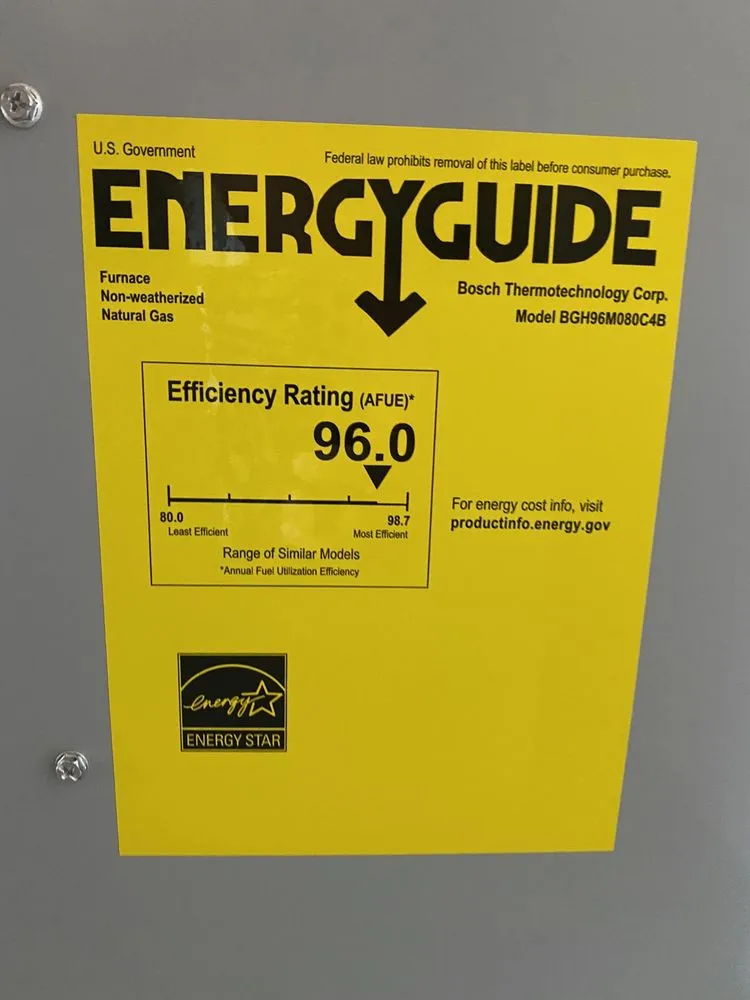 U.S. Government
Federal law prohibits removal of this label before consumer purchase.
ENERGYGUIDE
Furnace
Non-weatherized
Natural Gas
Bosch Thermotechnology Corp.
Model BGH96M080C4B
Efficiency Rating (AFUE)*
96.0
80.0
98.7
Least Efficient
Most Efficient
Range of Similar Models
*Annual Fuel Utilization Efficiency
For energy cost info, visit
productinfo.energy.gov
energy
ENERGY STAR